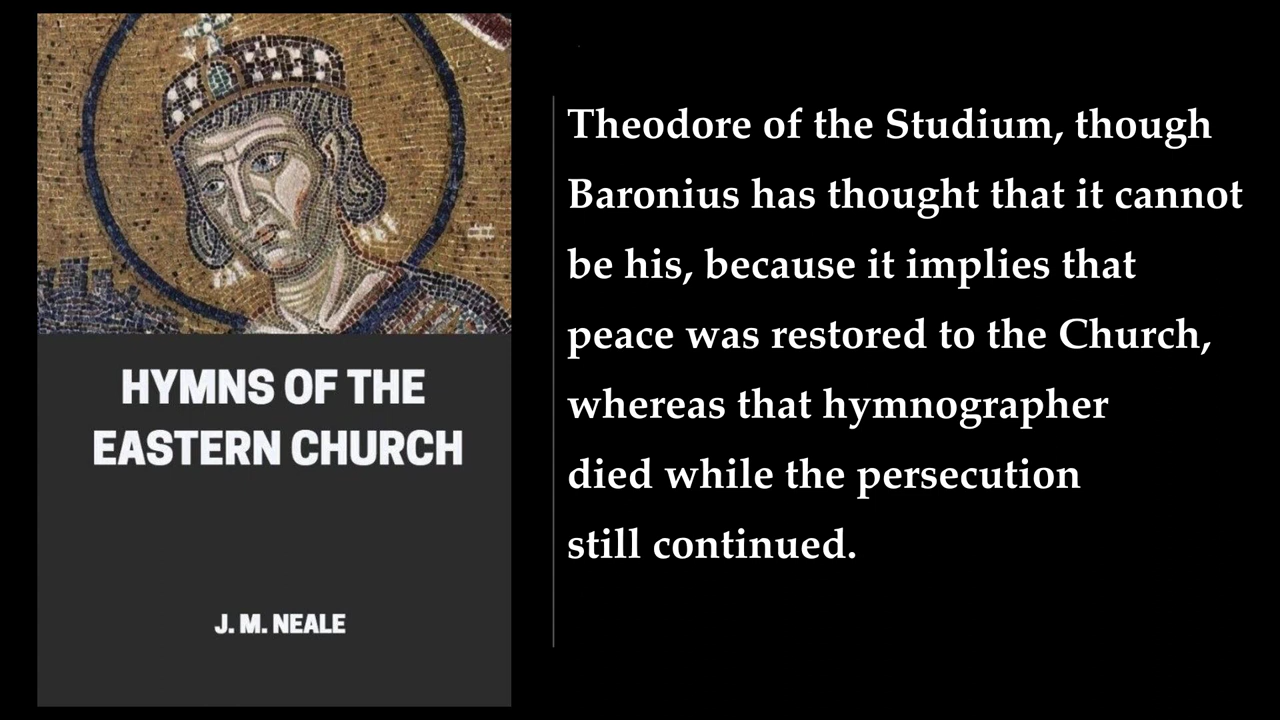 HYMNS OF THE
EASTERN CHURCH
J. M. NEALE
Theodore of the Studium, though
Baronius has thought that it cannot
be his, because it implies that
peace was restored to the Church,
whereas that hymnographer
died while the persecution
still continued.